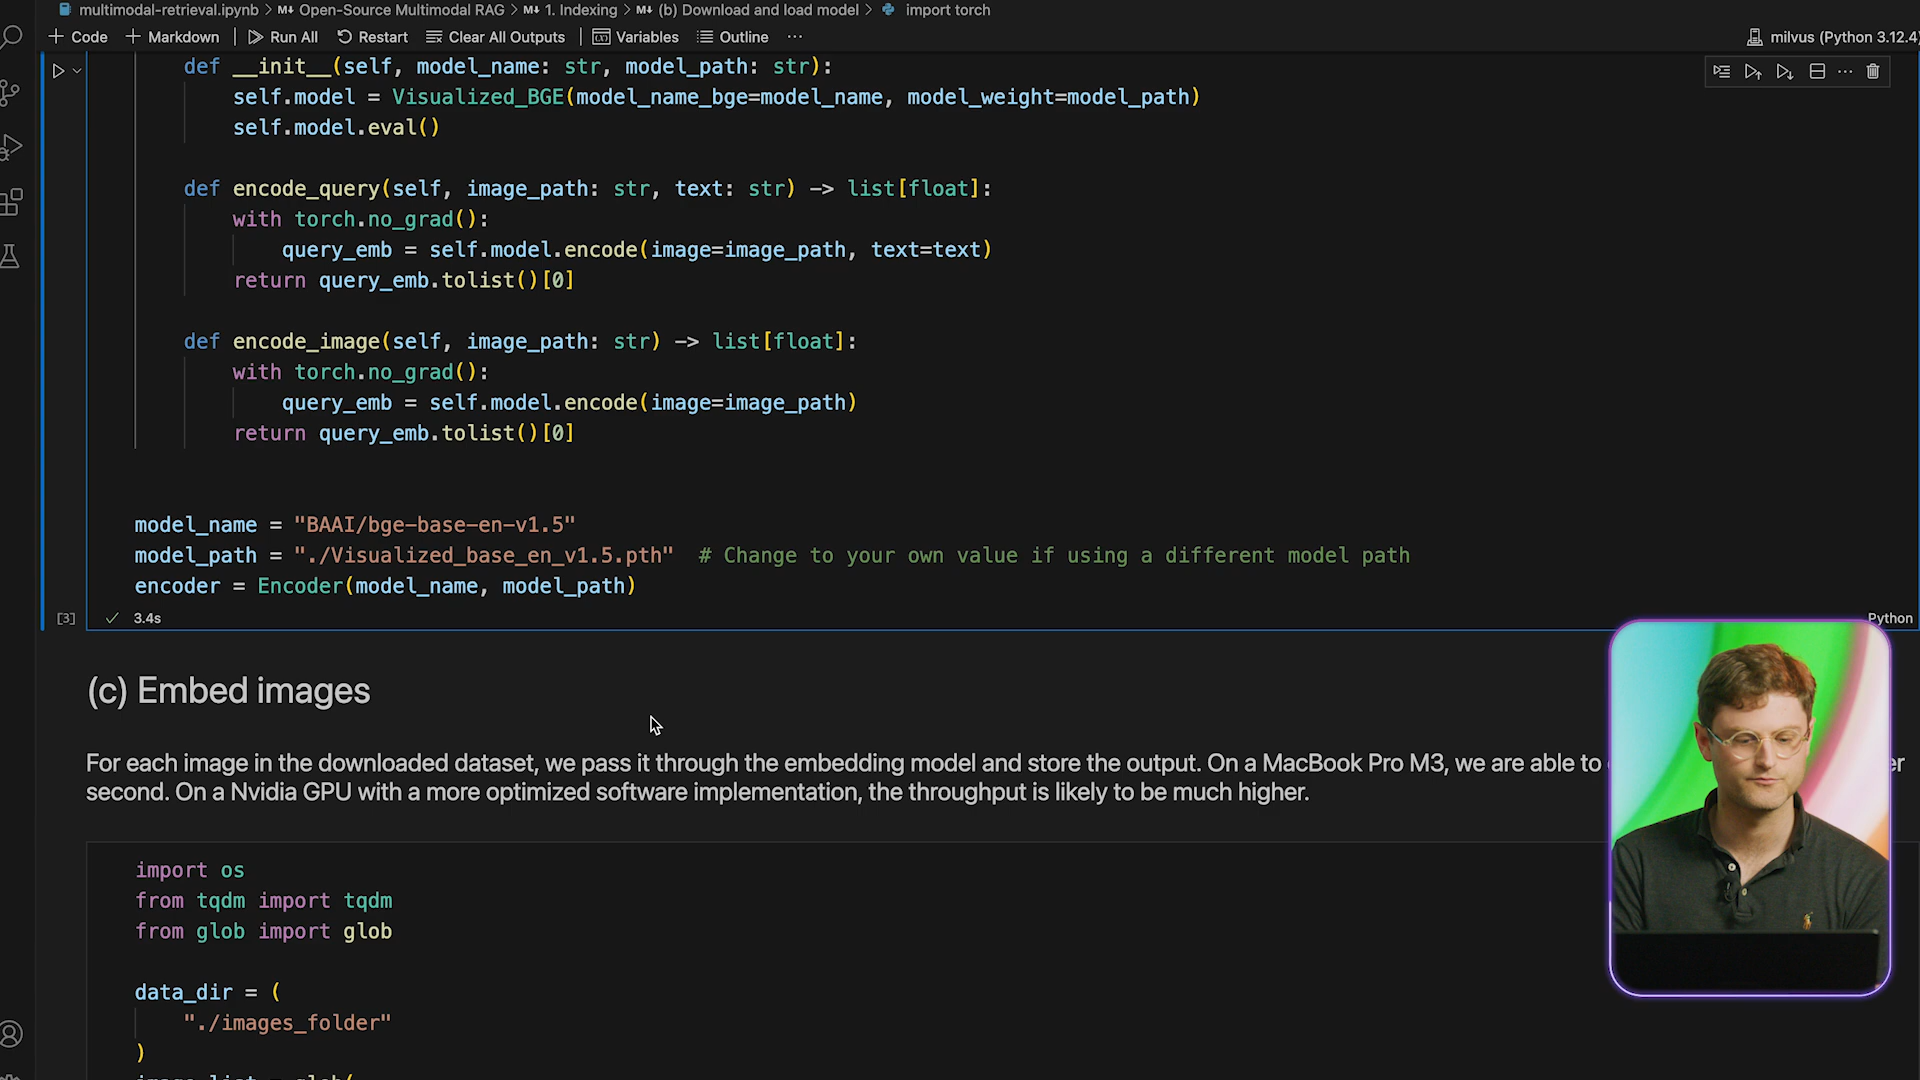 multimodal-retrieval.ipynb > M↓ Open-Source Multimodal RAG > M↓ 1. Indexing > M↓ (b) Download and load model > import torch
+ Code + Markdown | Run All Restart Clear All Outputs | Variables Outline ···
milvus (Python 3.12.4)
def __init__(self, model_name: str, model_path: str):
self.model = Visualized_BGE(model_name_bge=model_name, model_weight=model_path)
self.model.eval()
def encode_query(self, image_path: str, text: str) -> list[float]:
with torch.no_grad():
query_emb = self.model.encode(image=image_path, text=text)
return query_emb.tolist()[0]
def encode_image(self, image_path: str) -> list[float]:
with torch.no_grad():
query_emb = self.model.encode(image=image_path)
return query_emb.tolist()[0]
model_name = "BAAI/bge-base-en-v1.5"
model_path = "./Visualized_base_en_v1.5.pth" # Change to your own value if using a different model path
encoder = Encoder(model_name, model_path)
[3] ✓ 3.4s
Python
(c) Embed images
For each image in the downloaded dataset, we pass it through the embedding model and store the output. On a MacBook Pro M3, we are able to
second. On a Nvidia GPU with a more optimized software implementation, the throughput is likely to be much higher.
import os
from tqdm import tqdm
from glob import glob
data_dir = (
"./images_folder"
)